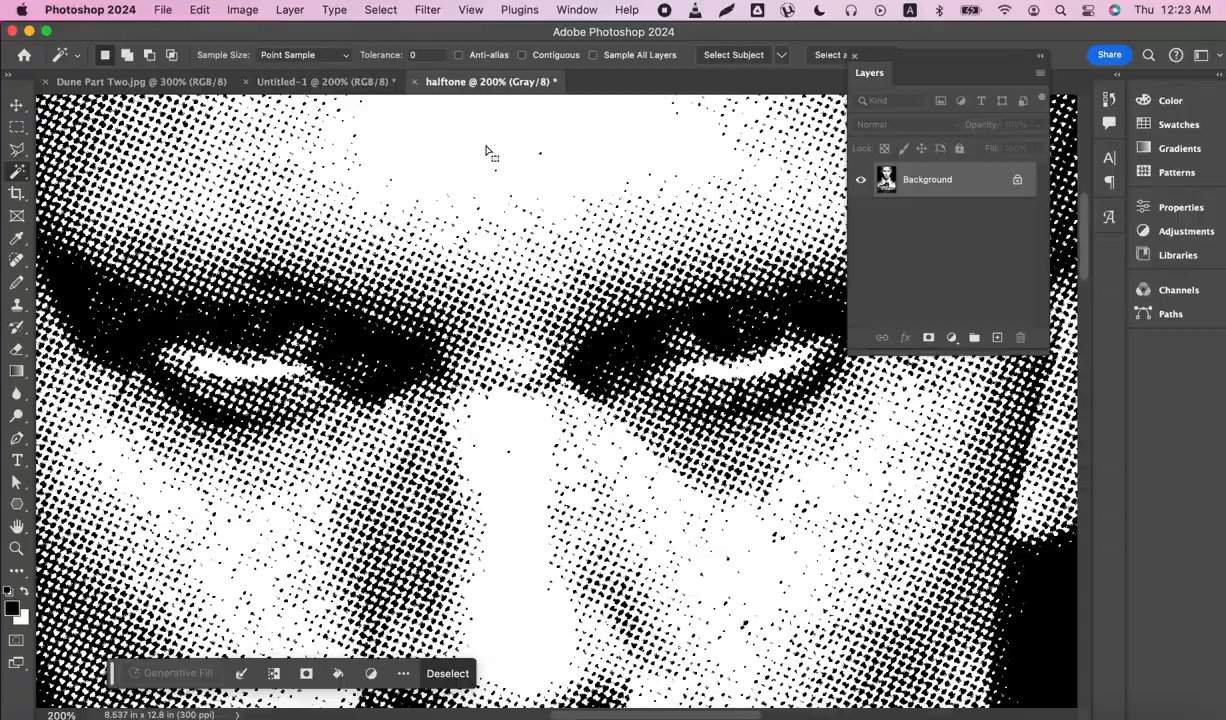 Photoshop 2024 File Edit Image Layer Type Select Filter View Plugins Window Help A Thu 12:23 AM
Adobe Photoshop 2024
Sample Size: Point Sample Tolerance: 0 Anti-alias Contiguous Sample All Layers Select Subject Select a Share
Dune Part Two.jpg @ 300% (RGB/8) Untitled-1 @ 200% (RGB/8) * halftone @ 200% (Gray/8) *
Layers
Kind
Normal Opacity: 100%
Lock: Fill: 100%
Background
Color
Swatches
Gradients
Patterns
Properties
Adjustments
Libraries
Channels
Paths
Generative Fill Deselect
200% 8.537 in x 12.8 in (300 ppi)